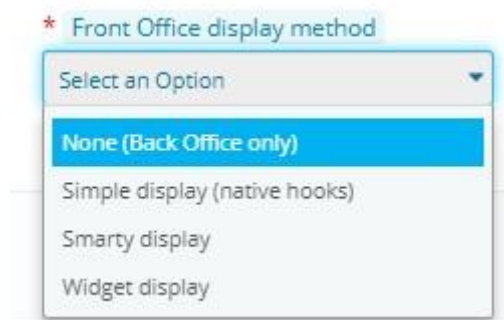 * Front Office display method
Select an Option
None (Back Office only)
Simple display (native hooks)
Smarty display
Widget display